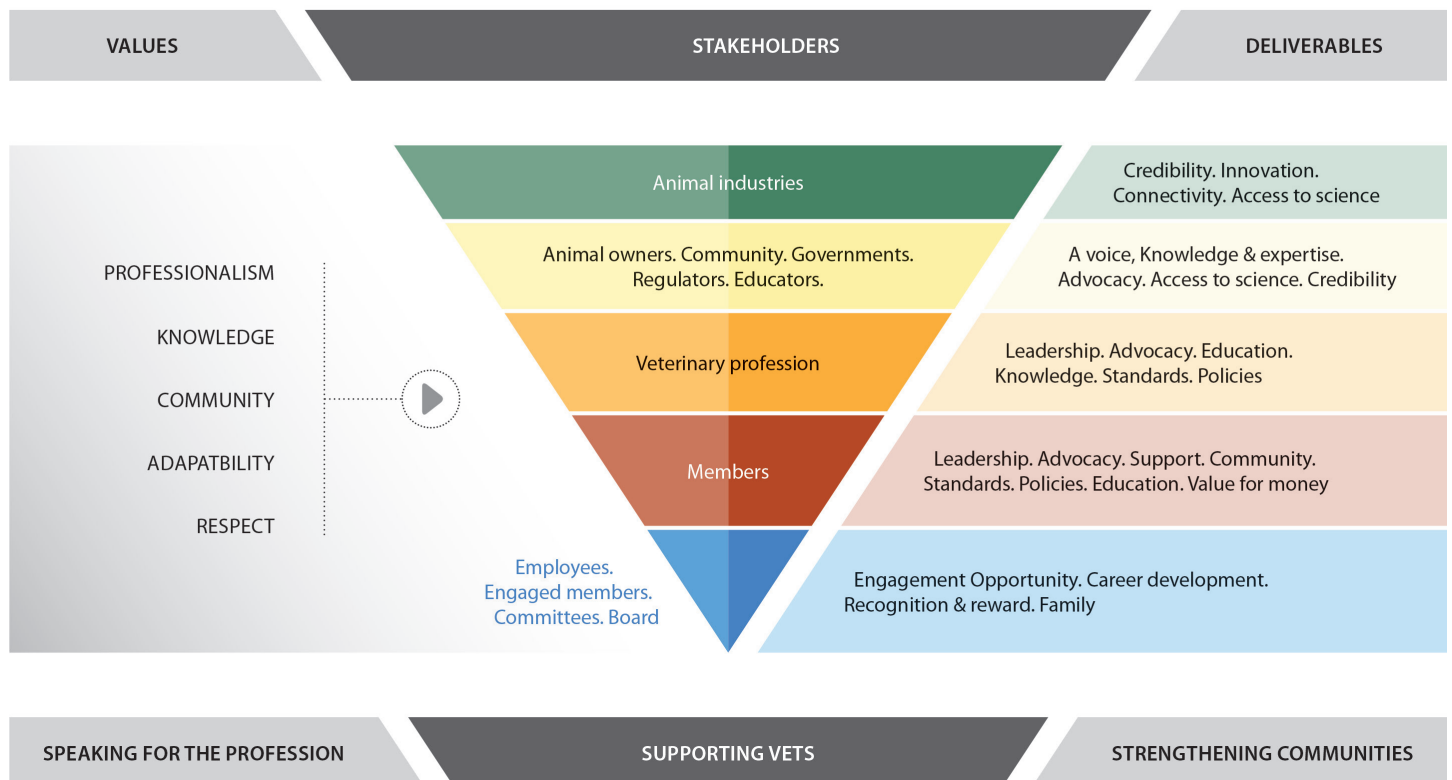 VALUES
STAKEHOLDERS
DELIVERABLES
PROFESSIONALISM
KNOWLEDGE
COMMUNITY
ADAPATBILITY
RESPECT
Animal industries
Credibility. Innovation.
Connectivity. Access to science
Animal owners. Community. Governments.
Regulators. Educators.
A voice, Knowledge & expertise.
Advocacy. Access to science. Credibility
Veterinary profession
Leadership. Advocacy. Education.
Knowledge. Standards. Policies
Members
Leadership. Advocacy. Support. Community.
Standards. Policies. Education. Value for money
Employees.
Engaged members.
Committees. Board
Engagement Opportunity. Career development.
Recognition & reward. Family
SPEAKING FOR THE PROFESSION
SUPPORTING VETS
STRENGTHENING COMMUNITIES